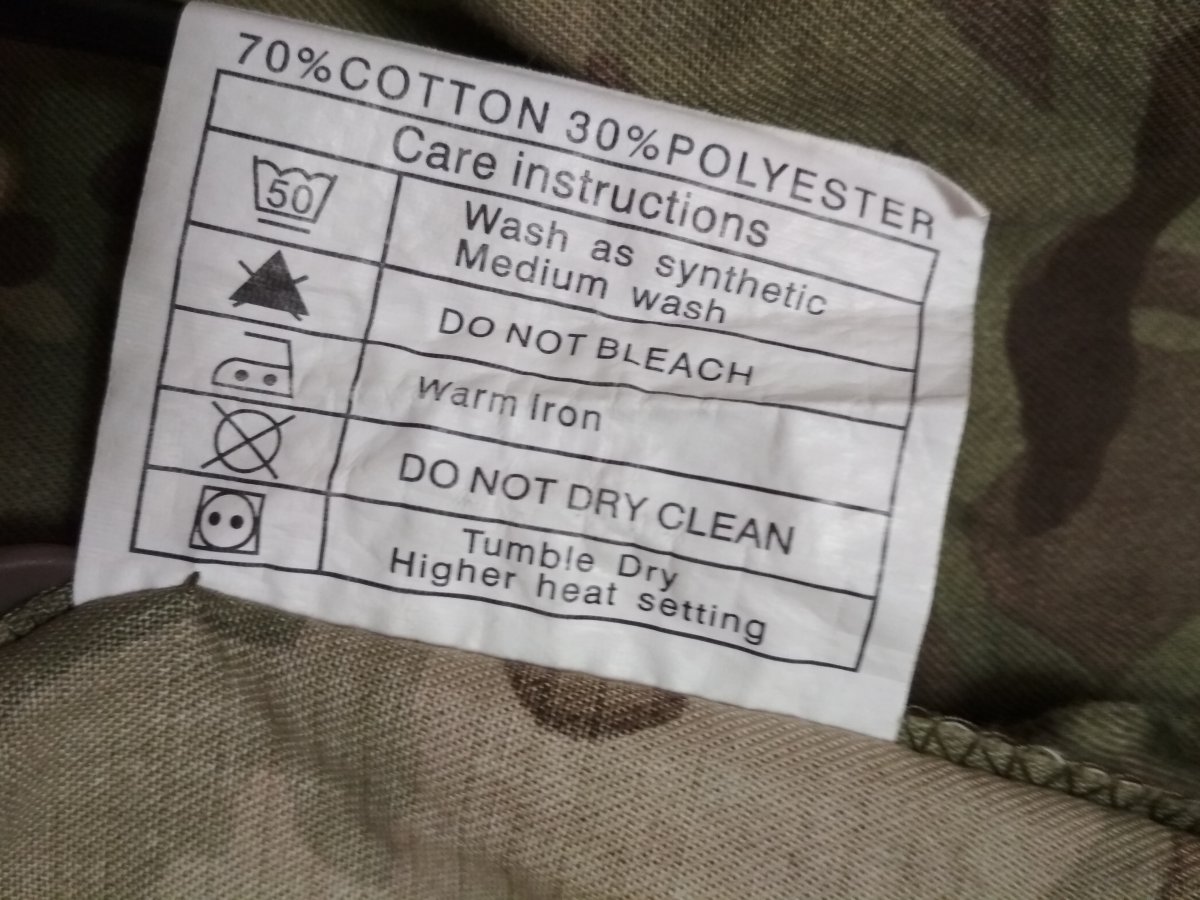 70%COTTON 30%POLYESTER
Care instructions
50
Wash as synthetic
Medium wash
DO NOT BLEACH
Warm Iron
DO NOT DRY CLEAN
Tumble Dry
Higher heat setting